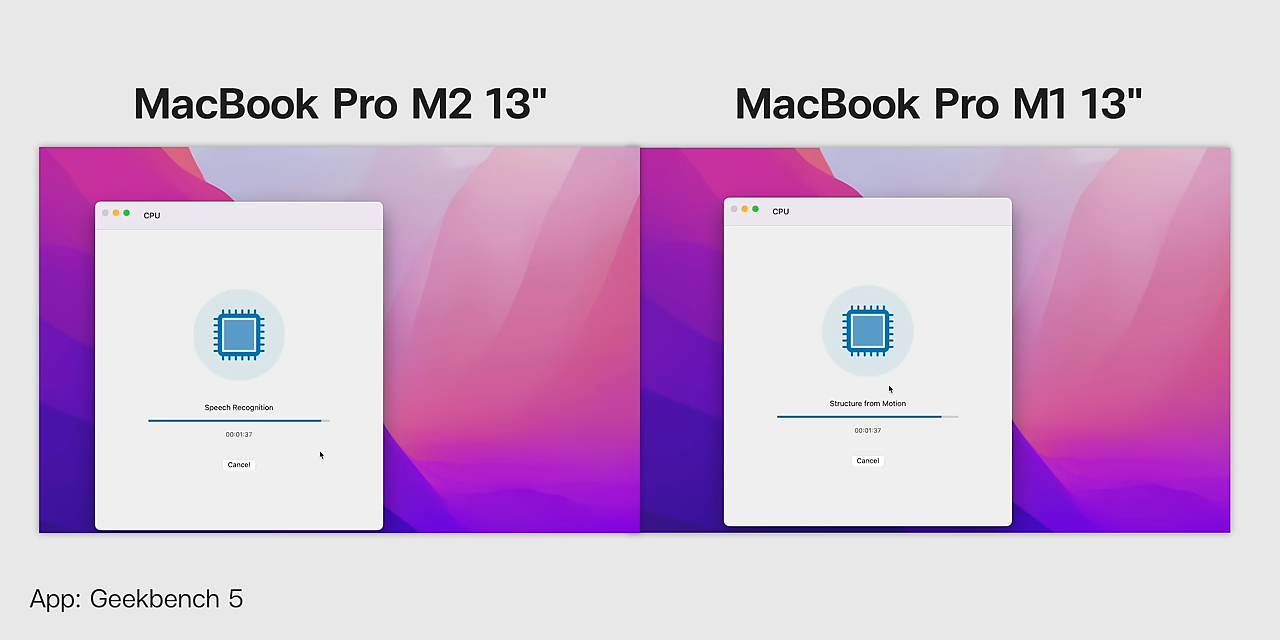 MacBook Pro M2 13"
MacBook Pro M1 13"
CPU
Speech Recognition
00:01:37
Cancel
CPU
Structure from Motion
00:01:37
Cancel
App: Geekbench 5